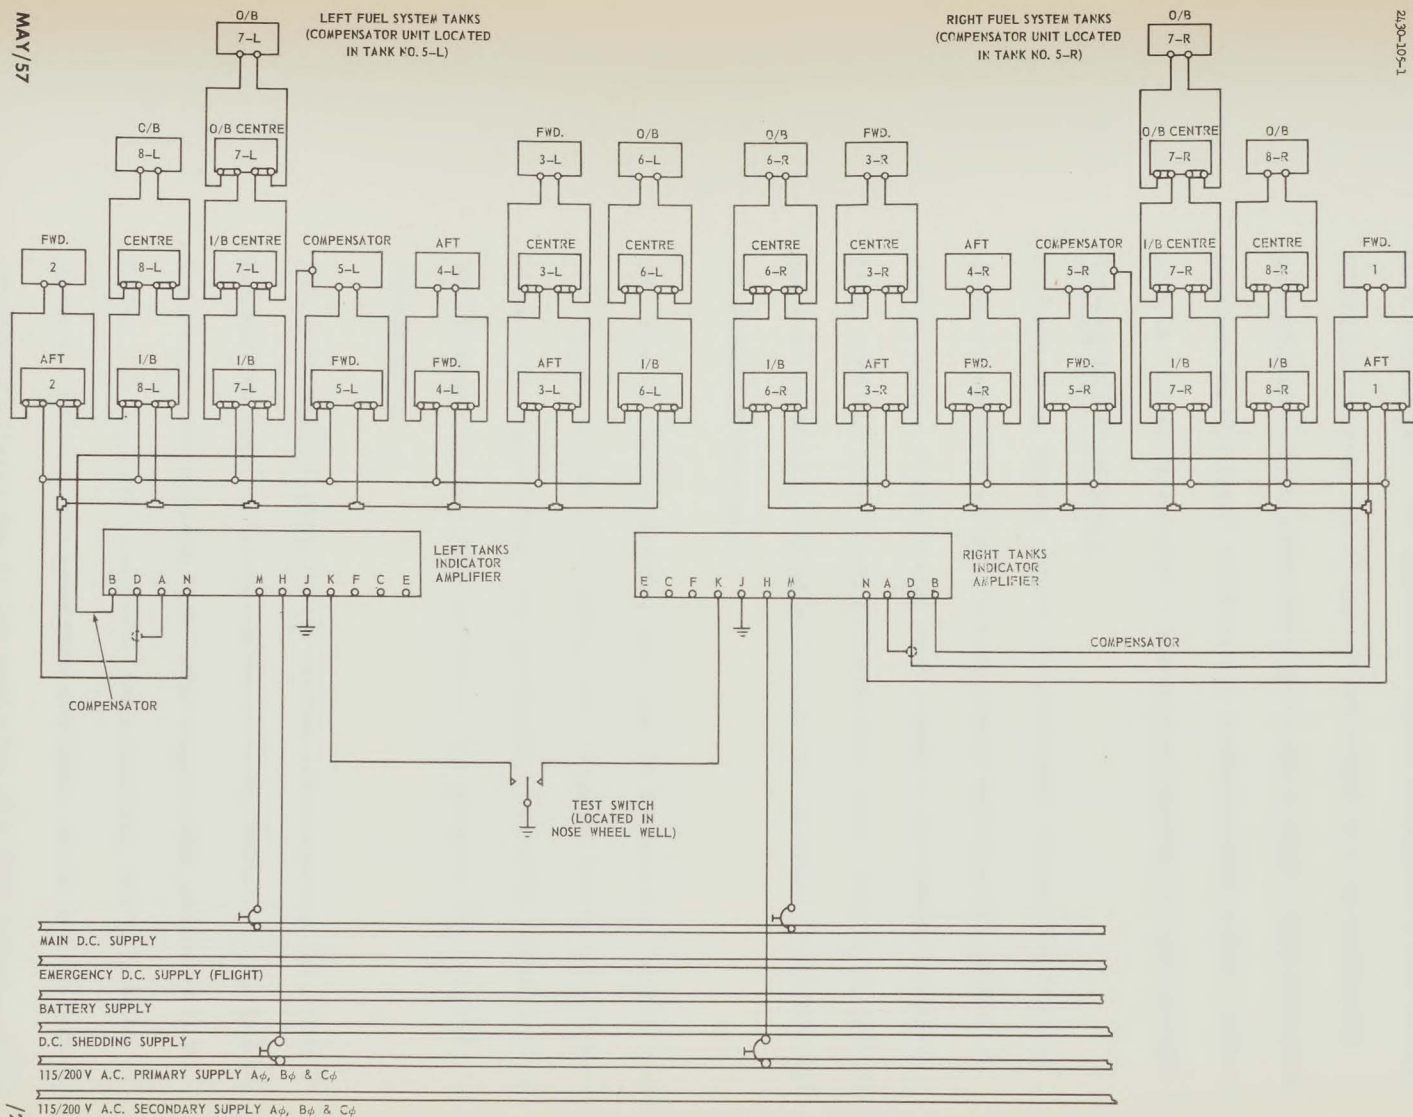 MAY/57
2430-105-1
LEFT FUEL SYSTEM TANKS
(COMPENSATOR UNIT LOCATED
IN TANK NO. 5-L)
RIGHT FUEL SYSTEM TANKS
(COMPENSATOR UNIT LOCATED
IN TANK NO. 5-R)
O/B
7-L
O/B
7-R
O/B
8-L
O/B CENTRE
7-L
FWD.
3-L
O/B
6-L
O/B
6-R
FWD.
3-R
O/B CENTRE
7-R
O/B
8-R
FWD.
2
CENTRE
8-L
I/B CENTRE
7-L
COMPENSATOR
5-L
AFT
4-L
CENTRE
3-L
CENTRE
6-L
CENTRE
6-R
CENTRE
3-R
AFT
4-R
COMPENSATOR
5-R
I/B CENTRE
7-R
CENTRE
8-R
FWD.
1
AFT
2
I/B
8-L
I/B
7-L
FWD.
5-L
FWD.
4-L
AFT
3-L
I/B
6-L
I/B
6-R
AFT
3-R
FWD.
4-R
FWD.
5-R
I/B
7-R
I/B
8-R
AFT
1
LEFT TANKS
INDICATOR
AMPLIFIER
B D A N M H J K F C E
RIGHT TANKS
INDICATOR
AMPLIFIER
E C F K J H M N A D B
COMPENSATOR
COMPENSATOR
TEST SWITCH
(LOCATED IN
NOSE WHEEL WELL)
MAIN D.C. SUPPLY
EMERGENCY D.C. SUPPLY (FLIGHT)
BATTERY SUPPLY
D.C. SHEDDING SUPPLY
115/200 V A.C. PRIMARY SUPPLY Aφ, Bφ & Cφ
115/200 V A.C. SECONDARY SUPPLY Aφ, Bφ & Cφ